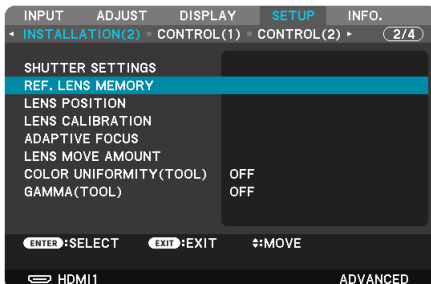 INPUT ADJUST DISPLAY SETUP INFO.
◂ INSTALLATION(2) • CONTROL(1) • CONTROL(2) ▸ (2/4)
SHUTTER SETTINGS
REF. LENS MEMORY
LENS POSITION
LENS CALIBRATION
ADAPTIVE FOCUS
LENS MOVE AMOUNT
COLOR UNIFORMITY(TOOL) OFF
GAMMA(TOOL) OFF
ENTER:SELECT EXIT:EXIT ⬍:MOVE
HDMI1 ADVANCED